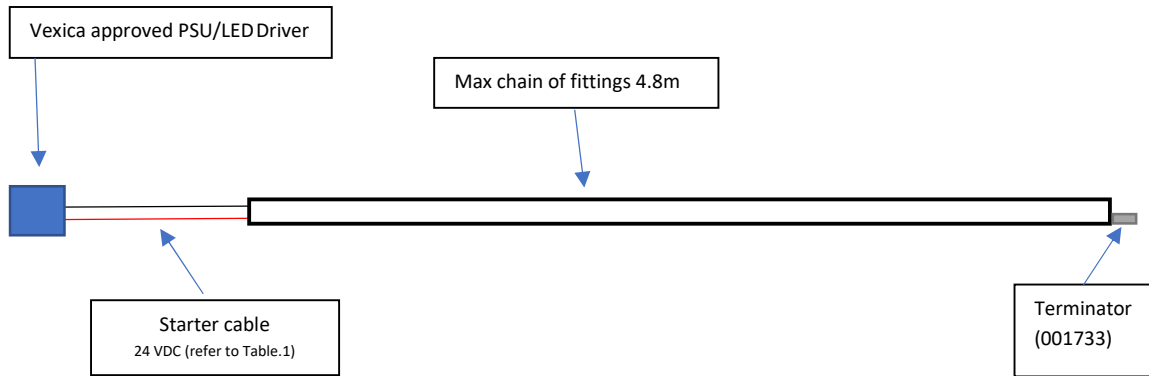 Vexica approved PSU/LED Driver
Max chain of fittings 4.8m
Starter cable
24 VDC (refer to Table.1)
Terminator
(001733)